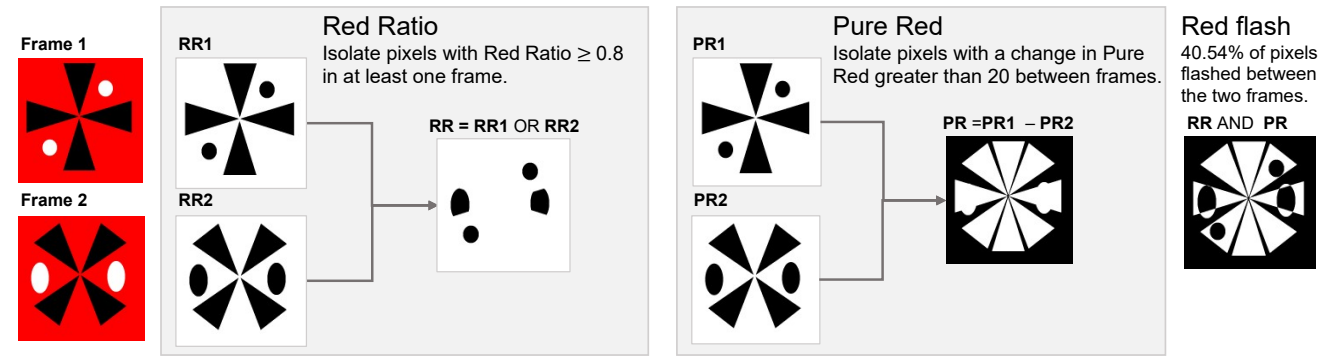 Frame 1
Frame 2
Red Ratio
Isolate pixels with Red Ratio ≥ 0.8
in at least one frame.
RR1
RR2
RR = RR1 OR RR2
Pure Red
Isolate pixels with a change in Pure
Red greater than 20 between frames.
PR1
PR2
PR =PR1 – PR2
Red flash
40.54% of pixels
flashed between
the two frames.
RR AND PR